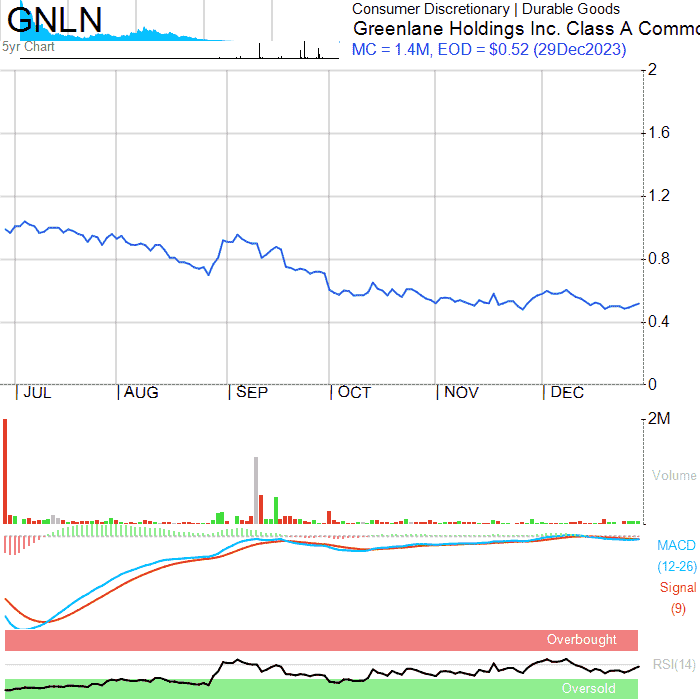 GNLN
5yr Chart
Consumer Discretionary | Durable Goods
Greenlane Holdings Inc. Class A Commo
MC = 1.4M, EOD = $0.52 (29Dec2023)
2
1.6
1.2
0.8
0.4
0
JUL AUG SEP OCT NOV DEC
2M
Volume
MACD
(12-26)
Signal
(9)
Overbought
RSI(14)
Oversold